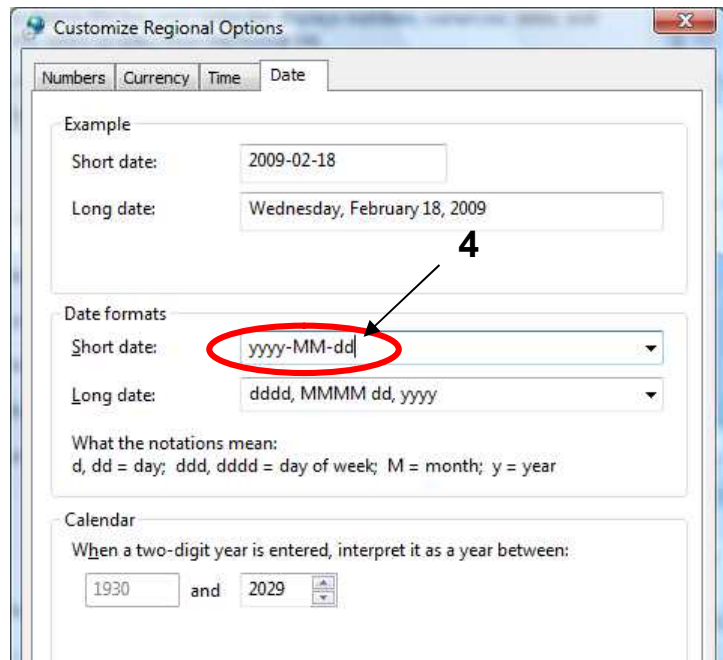 Customize Regional Options
Numbers Currency Time Date
Example
Short date: 2009-02-18
Long date: Wednesday, February 18, 2009
4
Date formats
Short date: yyyy-MM-dd
Long date: dddd, MMMM dd, yyyy
What the notations mean:
d, dd = day; ddd, dddd = day of week; M = month; y = year
Calendar
When a two-digit year is entered, interpret it as a year between:
1930 and 2029